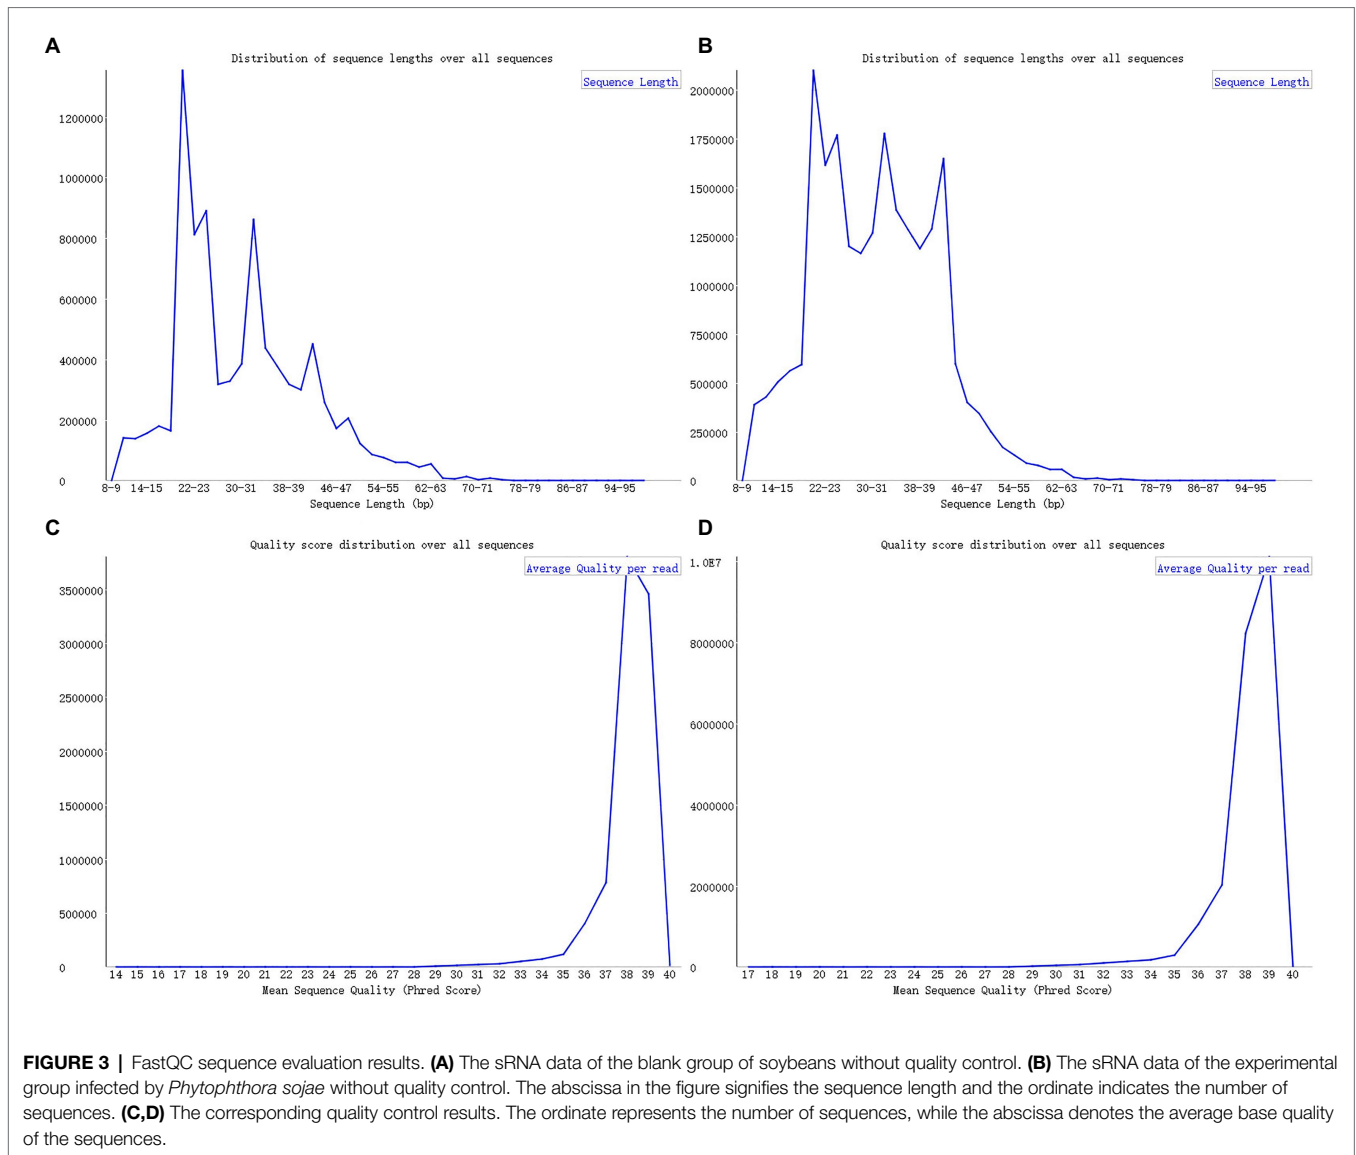 A
Distribution of sequence lengths over all sequences
Sequence Length
1200000
1000000
800000
600000
400000
200000
0
8-9 14-15 22-23 30-31 38-39 46-47 54-55 62-63 70-71 78-79 86-87 94-95
Sequence Length (bp)
B
Distribution of sequence lengths over all sequences
Sequence Length
2000000
1750000
1500000
1250000
1000000
750000
500000
250000
0
8-9 14-15 22-23 30-31 38-39 46-47 54-55 62-63 70-71 78-79 86-87 94-95
Sequence Length (bp)
C
Quality score distribution over all sequences
Average Quality per read
3500000
3000000
2500000
2000000
1500000
1000000
500000
0
14 15 16 17 18 19 20 21 22 23 24 25 26 27 28 29 30 31 32 33 34 35 36 37 38 39 40
Mean Sequence Quality (Phred Score)
D
Quality score distribution over all sequences
Average Quality per read
1.0E7
8000000
6000000
4000000
2000000
0
17 18 19 20 21 22 23 24 25 26 27 28 29 30 31 32 33 34 35 36 37 38 39 40
Mean Sequence Quality (Phred Score)
FIGURE 3 | FastQC sequence evaluation results. (A) The sRNA data of the blank group of soybeans without quality control. (B) The sRNA data of the experimental
group infected by Phytophthora sojae without quality control. The abscissa in the figure signifies the sequence length and the ordinate indicates the number of
sequences. (C,D) The corresponding quality control results. The ordinate represents the number of sequences, while the abscissa denotes the average base quality
of the sequences.